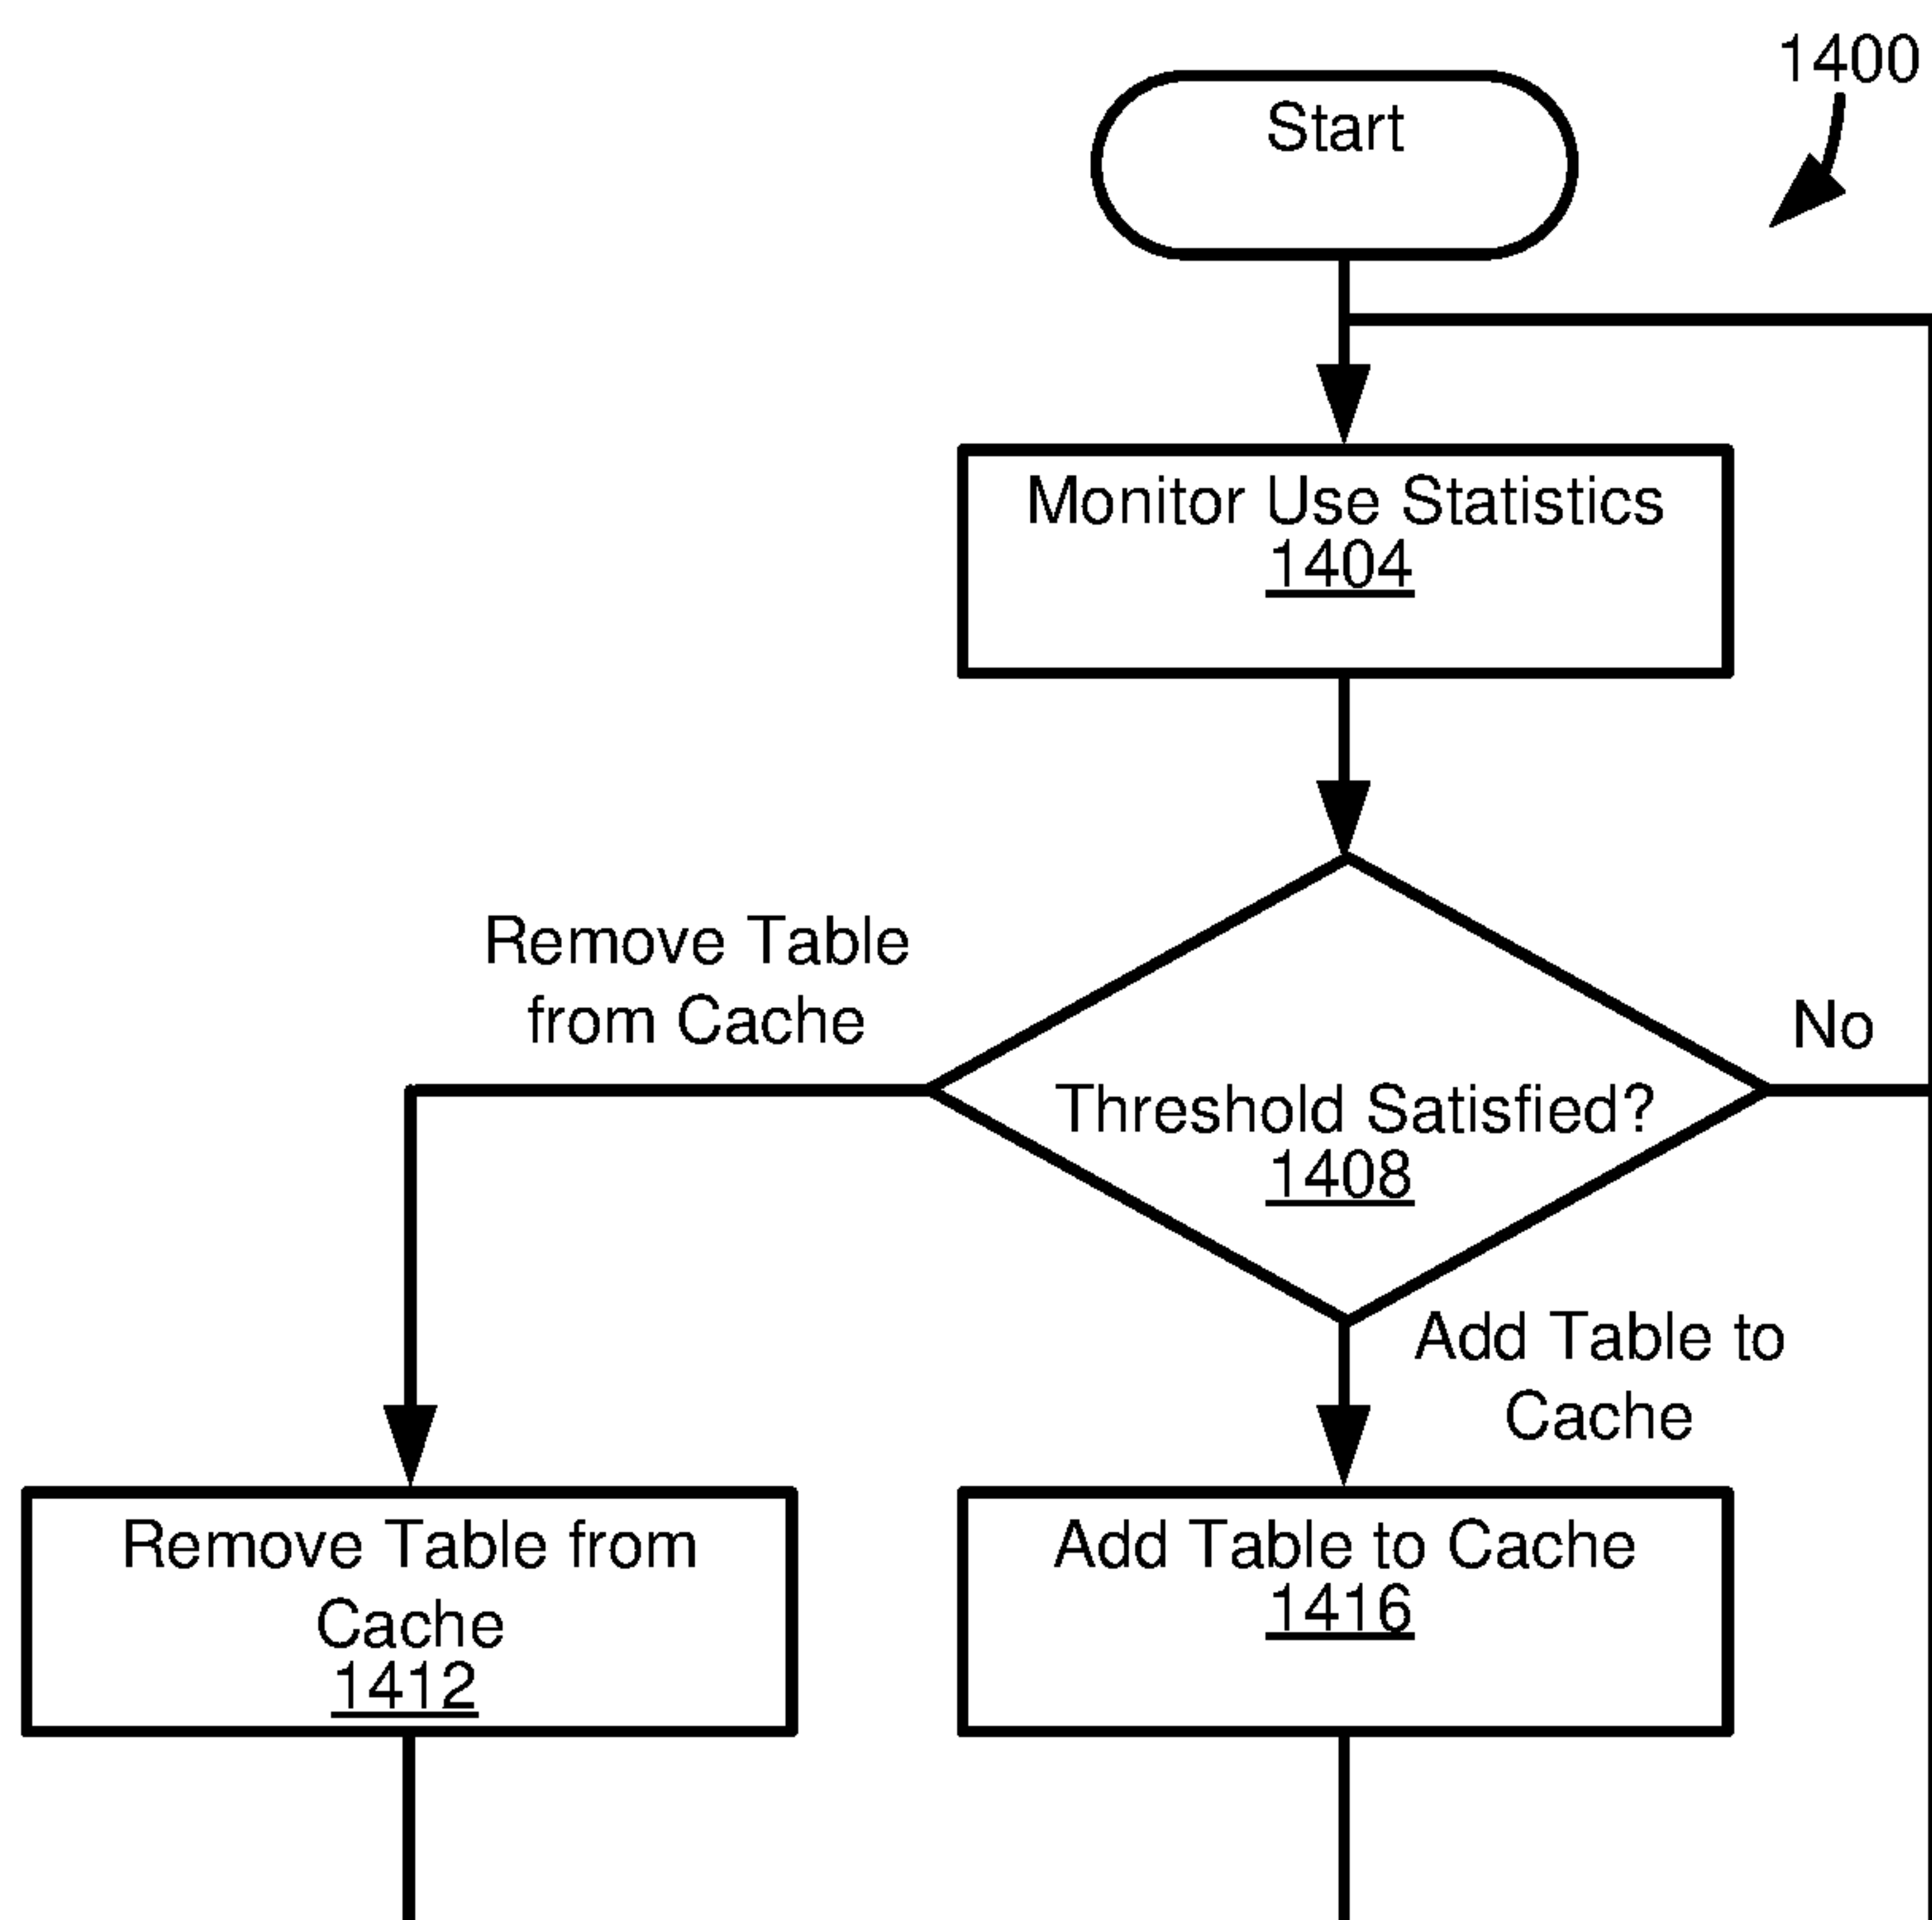 1400
Start
Monitor Use Statistics
1404
Remove Table
from Cache
No
Threshold Satisfied?
1408
Add Table to
Cache
Remove Table from
Cache
1412
Add Table to Cache
1416